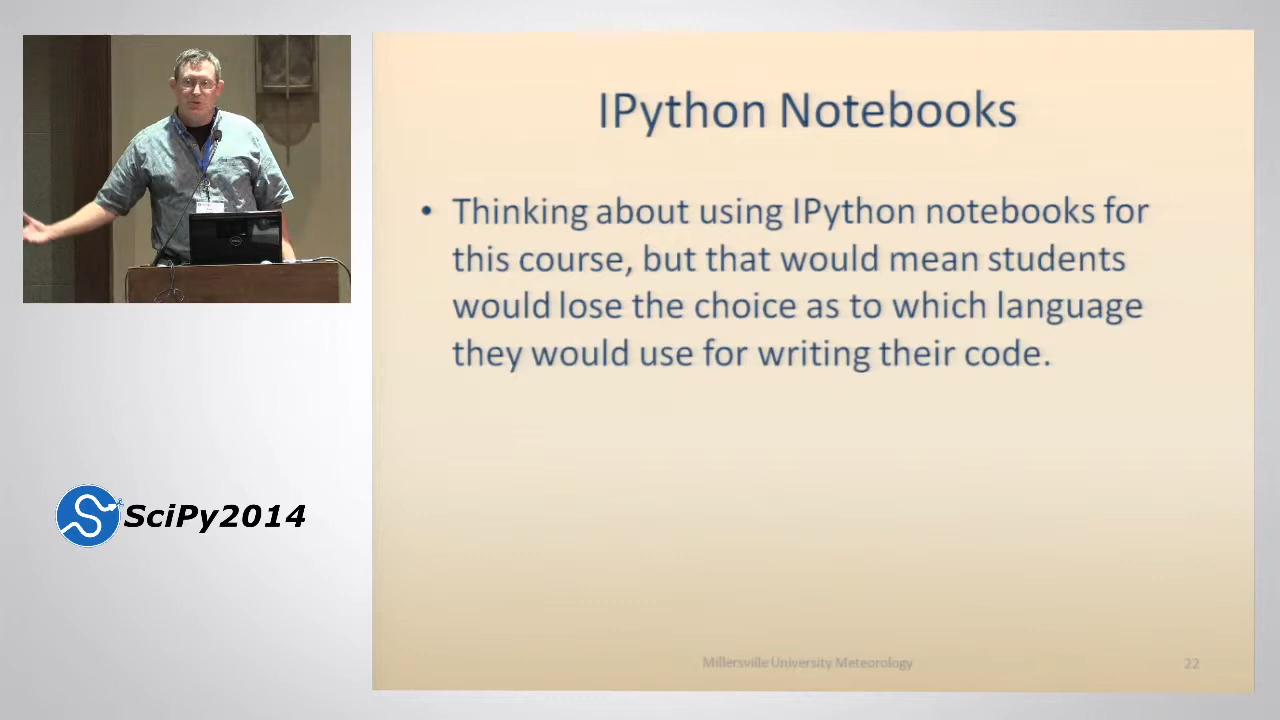 IPython Notebooks
• Thinking about using IPython notebooks for
this course, but that would mean students
would lose the choice as to which language
they would use for writing their code.
SciPy2014
Millersville University Meteorology
22